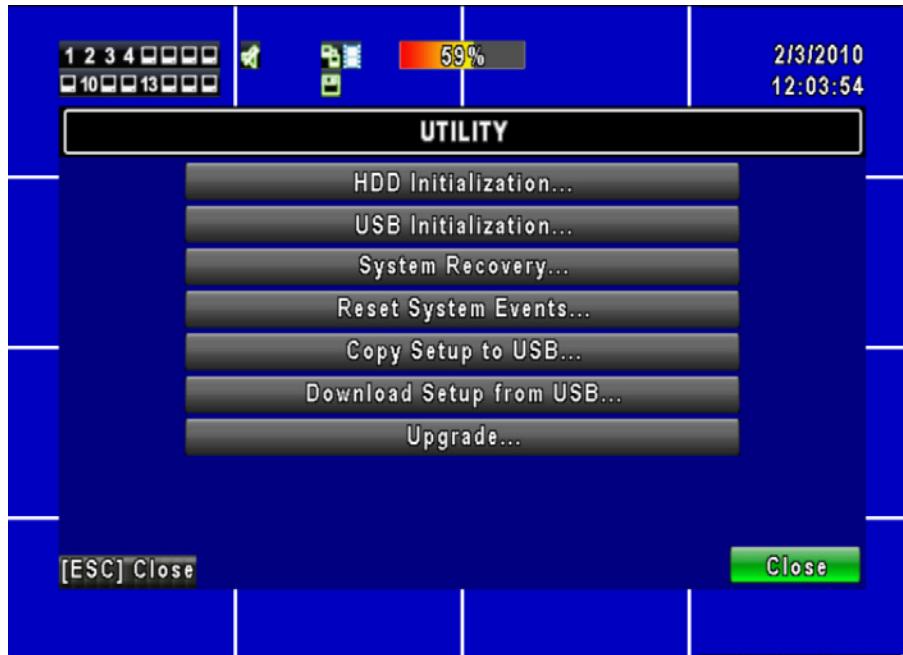 1 2 3 4
10 13
59%
2/3/2010
12:03:54
UTILITY
HDD Initialization...
USB Initialization...
System Recovery...
Reset System Events...
Copy Setup to USB...
Download Setup from USB...
Upgrade...
[ESC] Close
Close